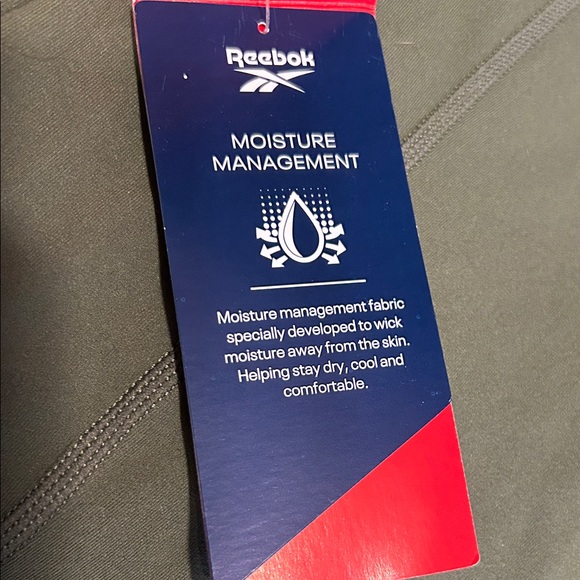 Reebok
MOISTURE
MANAGEMENT
Moisture management fabric
specially developed to wick
moisture away from the skin.
Helping stay dry, cool and
comfortable.